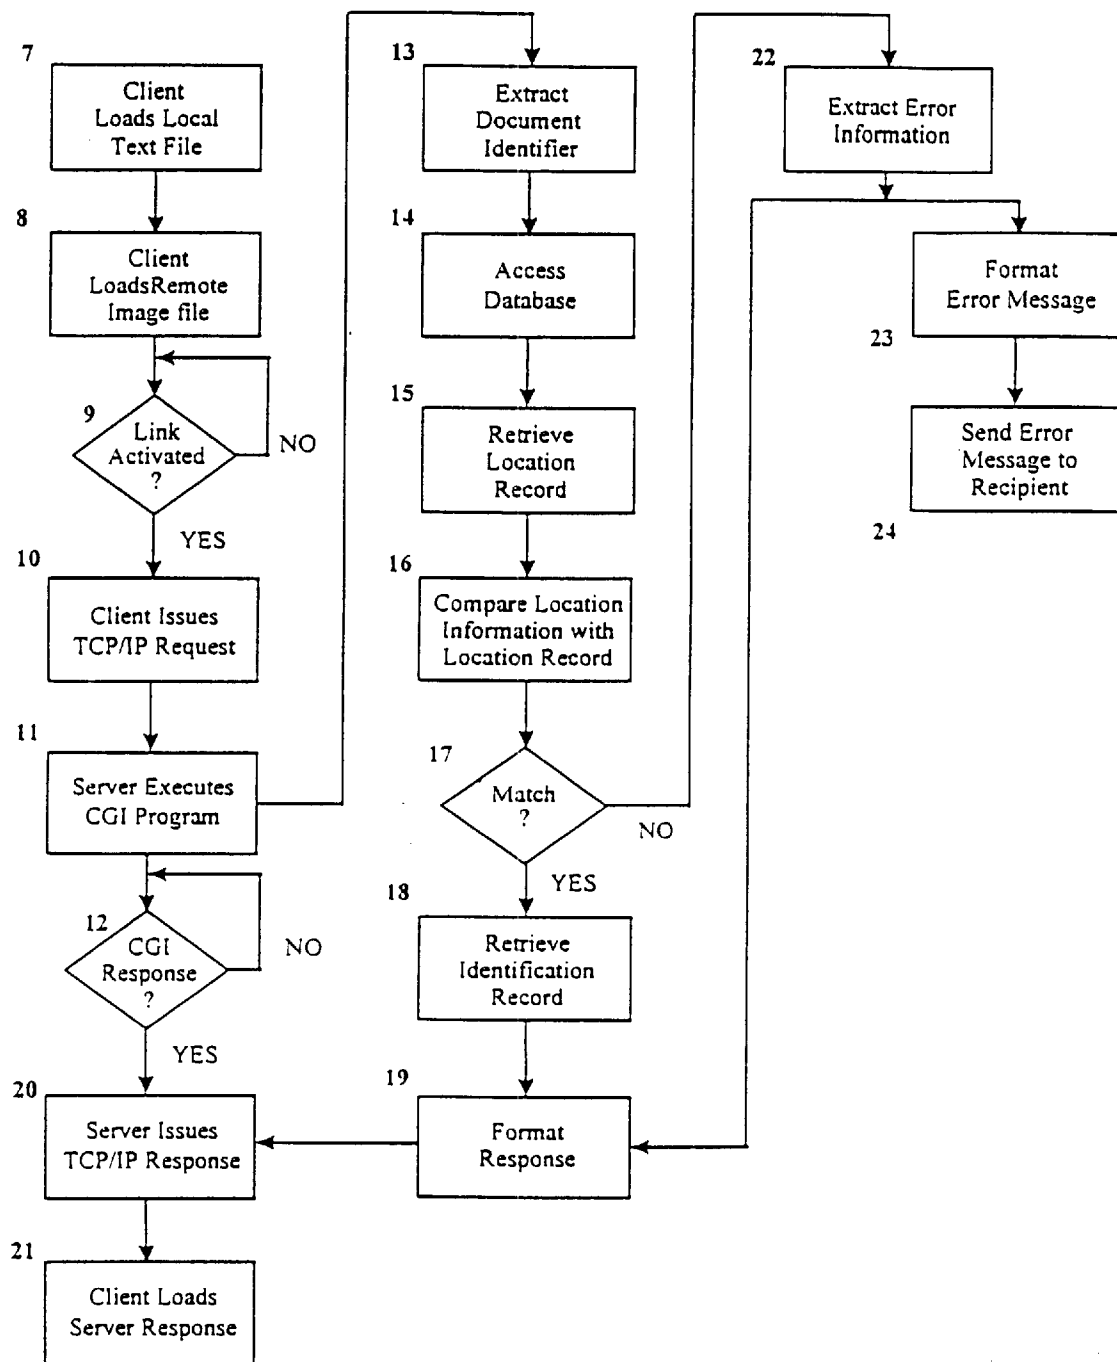 7
Client
Loads Local
Text File
8
Client
LoadsRemote
Image file
9
Link
Activated
?
NO
YES
10
Client Issues
TCP/IP Request
11
Server Executes
CGI Program
12
CGI
Response
?
NO
YES
20
Server Issues
TCP/IP Response
21
Client Loads
Server Response
13
Extract
Document
Identifier
14
Access
Database
15
Retrieve
Location
Record
16
Compare Location
Information with
Location Record
17
Match
?
NO
YES
18
Retrieve
Identification
Record
19
Format
Response
22
Extract Error
Information
Format
Error Message
23
Send Error
Message to
Recipient
24